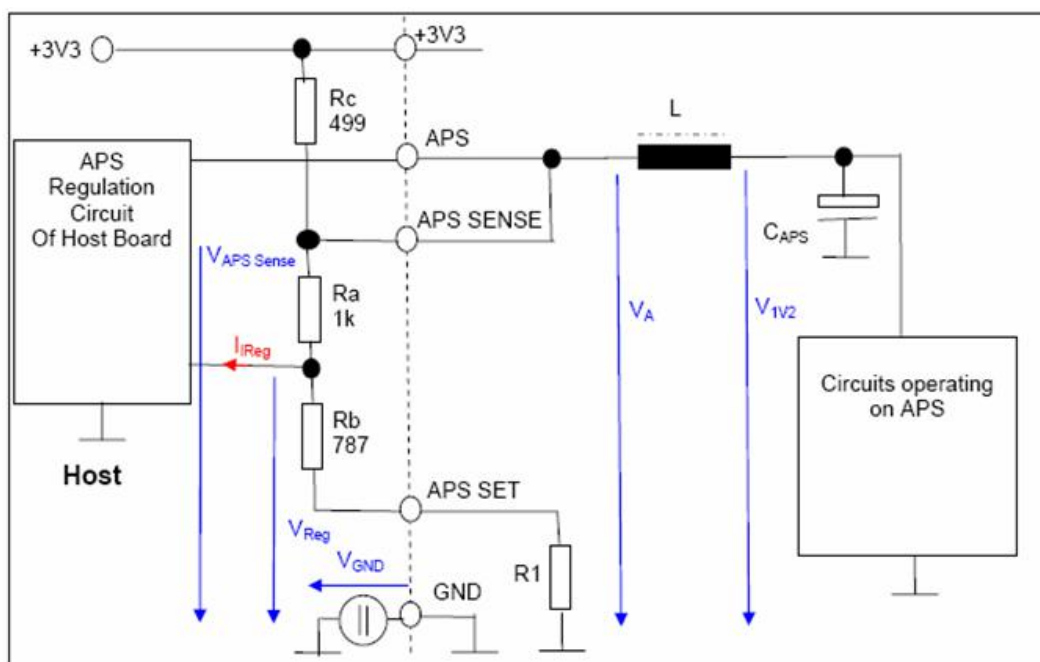 +3V3
+3V3
Rc
499
L
APS
APS
Regulation
Circuit
Of Host Board
APS SENSE
CAPS
VAPS Sense
Ra
1k
VA
V1V2
IIReg
Circuits operating
on APS
Rb
787
Host
APS SET
VReg
VGND
R1
GND